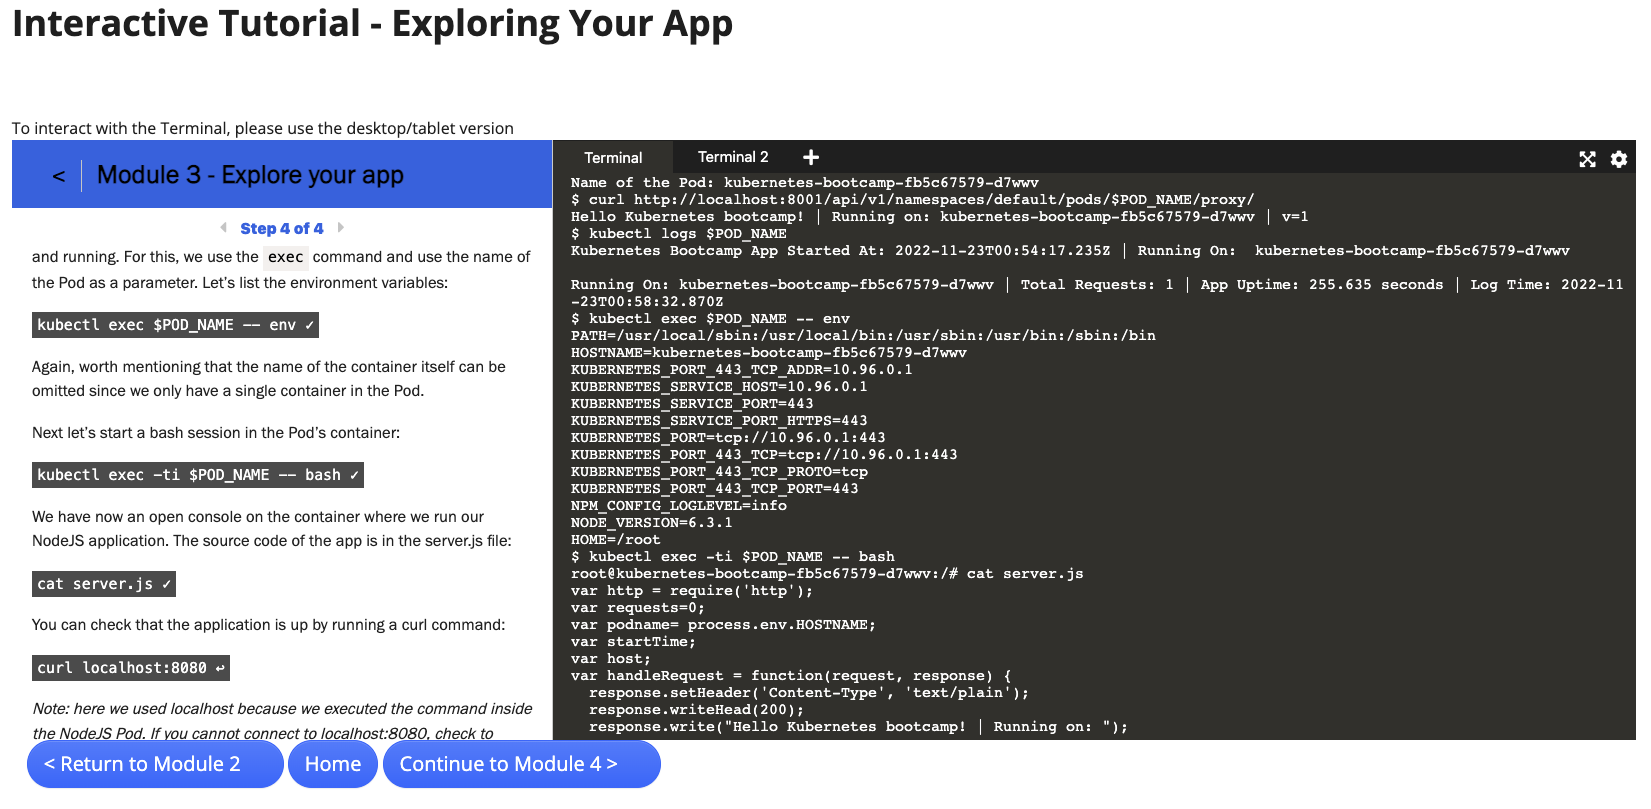 Interactive Tutorial - Exploring Your App
To interact with the Terminal, please use the desktop/tablet version
< Module 3 - Explore your app
Step 4 of 4
and running. For this, we use the exec command and use the name of
the Pod as a parameter. Let’s list the environment variables:
kubectl exec $POD_NAME -- env ✓
Again, worth mentioning that the name of the container itself can be
omitted since we only have a single container in the Pod.
Next let’s start a bash session in the Pod’s container:
kubectl exec -ti $POD_NAME -- bash ✓
We have now an open console on the container where we run our
NodeJS application. The source code of the app is in the server.js file:
cat server.js ✓
You can check that the application is up by running a curl command:
curl localhost:8080 ↩
Note: here we used localhost because we executed the command inside
the NodeJS Pod. If you cannot connect to localhost:8080, check to
Terminal Terminal 2 +
Name of the Pod: kubernetes-bootcamp-fb5c67579-d7wwv
$ curl http://localhost:8001/api/v1/namespaces/default/pods/$POD_NAME/proxy/
Hello Kubernetes bootcamp! | Running on: kubernetes-bootcamp-fb5c67579-d7wwv | v=1
$ kubectl logs $POD_NAME
Kubernetes Bootcamp App Started At: 2022-11-23T00:54:17.235Z | Running On:  kubernetes-bootcamp-fb5c67579-d7wwv
Running On: kubernetes-bootcamp-fb5c67579-d7wwv | Total Requests: 1 | App Uptime: 255.635 seconds | Log Time: 2022-11
-23T00:58:32.870Z
$ kubectl exec $POD_NAME -- env
PATH=/usr/local/sbin:/usr/local/bin:/usr/sbin:/usr/bin:/sbin:/bin
HOSTNAME=kubernetes-bootcamp-fb5c67579-d7wwv
KUBERNETES_PORT_443_TCP_ADDR=10.96.0.1
KUBERNETES_SERVICE_HOST=10.96.0.1
KUBERNETES_SERVICE_PORT=443
KUBERNETES_SERVICE_PORT_HTTPS=443
KUBERNETES_PORT=tcp://10.96.0.1:443
KUBERNETES_PORT_443_TCP=tcp://10.96.0.1:443
KUBERNETES_PORT_443_TCP_PROTO=tcp
KUBERNETES_PORT_443_TCP_PORT=443
NPM_CONFIG_LOGLEVEL=info
NODE_VERSION=6.3.1
HOME=/root
$ kubectl exec -ti $POD_NAME -- bash
root@kubernetes-bootcamp-fb5c67579-d7wwv:/# cat server.js
var http = require('http');
var requests=0;
var podname= process.env.HOSTNAME;
var startTime;
var host;
var handleRequest = function(request, response) {
  response.setHeader('Content-Type', 'text/plain');
  response.writeHead(200);
  response.write("Hello Kubernetes bootcamp! | Running on: ");
< Return to Module 2
Home
Continue to Module 4 >